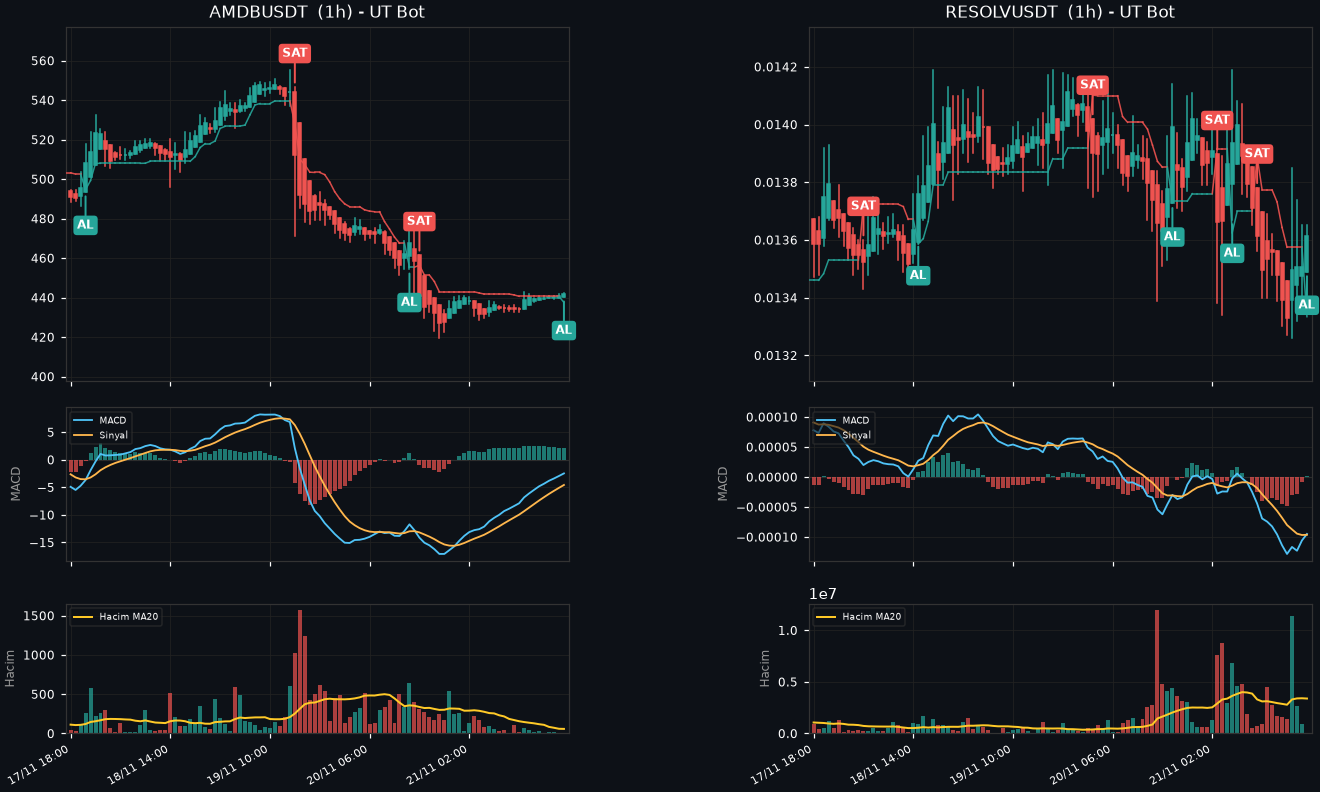 AMDBUSDT (1h) - UT Bot
560
540
520
500
480
460
440
420
400
SAT
AL
SAT
AL
AL
MACD
Sinyal
5
0
−5
−10
−15
MACD
Hacim MA20
1500
1000
500
0
Hacim
17/11 18:00
18/11 14:00
19/11 10:00
20/11 06:00
21/11 02:00
RESOLVUSDT (1h) - UT Bot
0.0142
0.0140
0.0138
0.0136
0.0134
0.0132
SAT
SAT
SAT
SAT
AL
AL
AL
AL
MACD
Sinyal
0.00010
0.00005
0.00000
−0.00005
−0.00010
MACD
1e7
Hacim MA20
1.0
0.5
0.0
Hacim
17/11 18:00
18/11 14:00
19/11 10:00
20/11 06:00
21/11 02:00